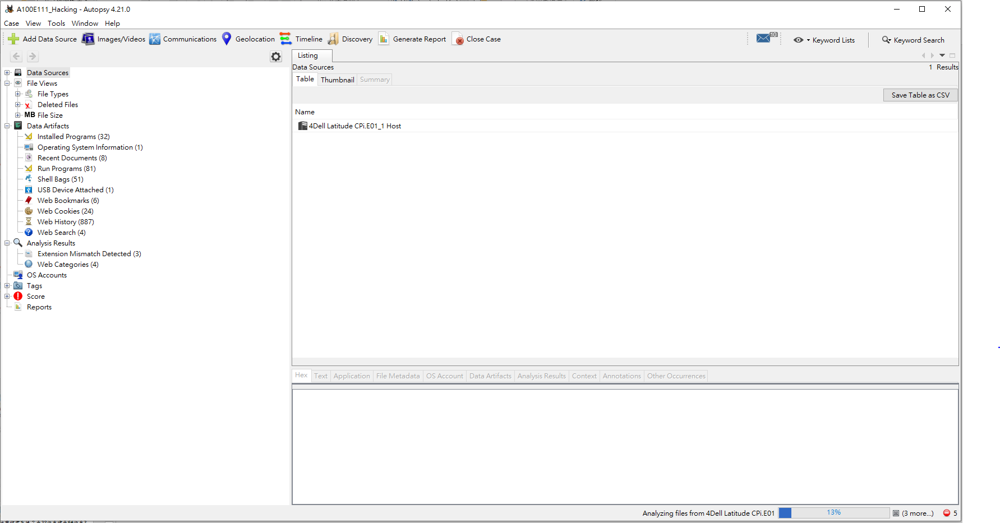 A100E111_Hacking - Autopsy 4.21.0
Case View Tools Window Help
Add Data Source Images/Videos Communications Geolocation Timeline Discovery Generate Report Close Case 10 Keyword Lists Keyword Search
Data Sources
File Views
File Types
Deleted Files
MB File Size
Data Artifacts
Installed Programs (32)
Operating System Information (1)
Recent Documents (8)
Run Programs (81)
Shell Bags (51)
USB Device Attached (1)
Web Bookmarks (6)
Web Cookies (24)
Web History (887)
Web Search (4)
Analysis Results
Extension Mismatch Detected (3)
Web Categories (4)
OS Accounts
Tags
Score
Reports
Listing
Data Sources 1 Results
Table Thumbnail Summary
Save Table as CSV
Name
4Dell Latitude CPi.E01_1 Host
Hex Text Application File Metadata OS Account Data Artifacts Analysis Results Context Annotations Other Occurrences
Analyzing files from 4Dell Latitude CPi.E01 13% (3 more...) 5